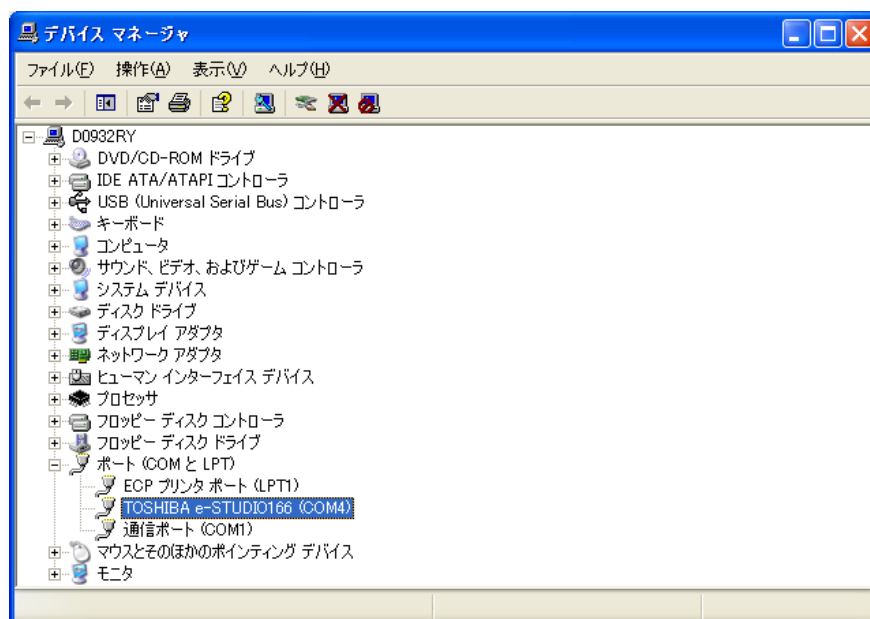 デバイス マネージャ
ファイル(F) 操作(A) 表示(V) ヘルプ(H)
D0932RY
DVD/CD-ROM ドライブ
IDE ATA/ATAPI コントローラ
USB (Universal Serial Bus) コントローラ
キーボード
コンピュータ
サウンド、ビデオ、およびゲーム コントローラ
システム デバイス
ディスク ドライブ
ディスプレイ アダプタ
ネットワーク アダプタ
ヒューマン インターフェイス デバイス
プロセッサ
フロッピー ディスク コントローラ
フロッピー ディスク ドライブ
ポート (COM と LPT)
ECP プリンタ ポート (LPT1)
TOSHIBA e-STUDIO166 (COM4)
通信ポート (COM1)
マウスとそのほかのポインティング デバイス
モニタ